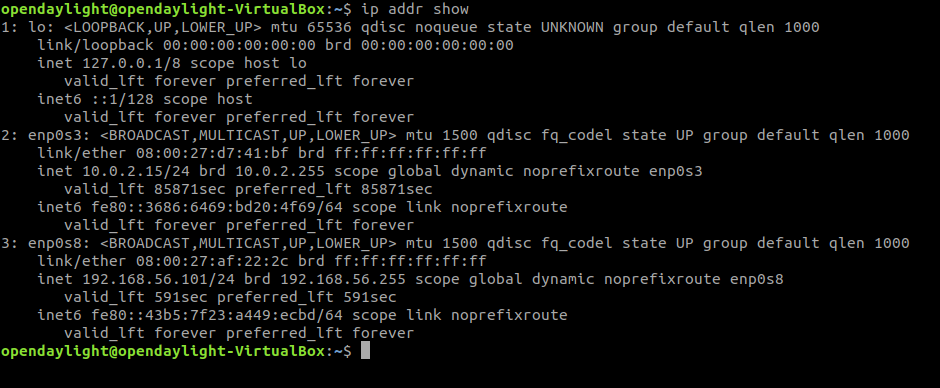 opendaylight@opendaylight-VirtualBox:~$ ip addr show
1: lo: <LOOPBACK,UP,LOWER_UP> mtu 65536 qdisc noqueue state UNKNOWN group default qlen 1000
    link/loopback 00:00:00:00:00:00 brd 00:00:00:00:00:00
    inet 127.0.0.1/8 scope host lo
       valid_lft forever preferred_lft forever
    inet6 ::1/128 scope host
       valid_lft forever preferred_lft forever
2: enp0s3: <BROADCAST,MULTICAST,UP,LOWER_UP> mtu 1500 qdisc fq_codel state UP group default qlen 1000
    link/ether 08:00:27:d7:41:bf brd ff:ff:ff:ff:ff:ff
    inet 10.0.2.15/24 brd 10.0.2.255 scope global dynamic noprefixroute enp0s3
       valid_lft 85871sec preferred_lft 85871sec
    inet6 fe80::3686:6469:bd20:4f69/64 scope link noprefixroute
       valid_lft forever preferred_lft forever
3: enp0s8: <BROADCAST,MULTICAST,UP,LOWER_UP> mtu 1500 qdisc fq_codel state UP group default qlen 1000
    link/ether 08:00:27:af:22:2c brd ff:ff:ff:ff:ff:ff
    inet 192.168.56.101/24 brd 192.168.56.255 scope global dynamic noprefixroute enp0s8
       valid_lft 591sec preferred_lft 591sec
    inet6 fe80::43b5:7f23:a449:ecbd/64 scope link noprefixroute
       valid_lft forever preferred_lft forever
opendaylight@opendaylight-VirtualBox:~$